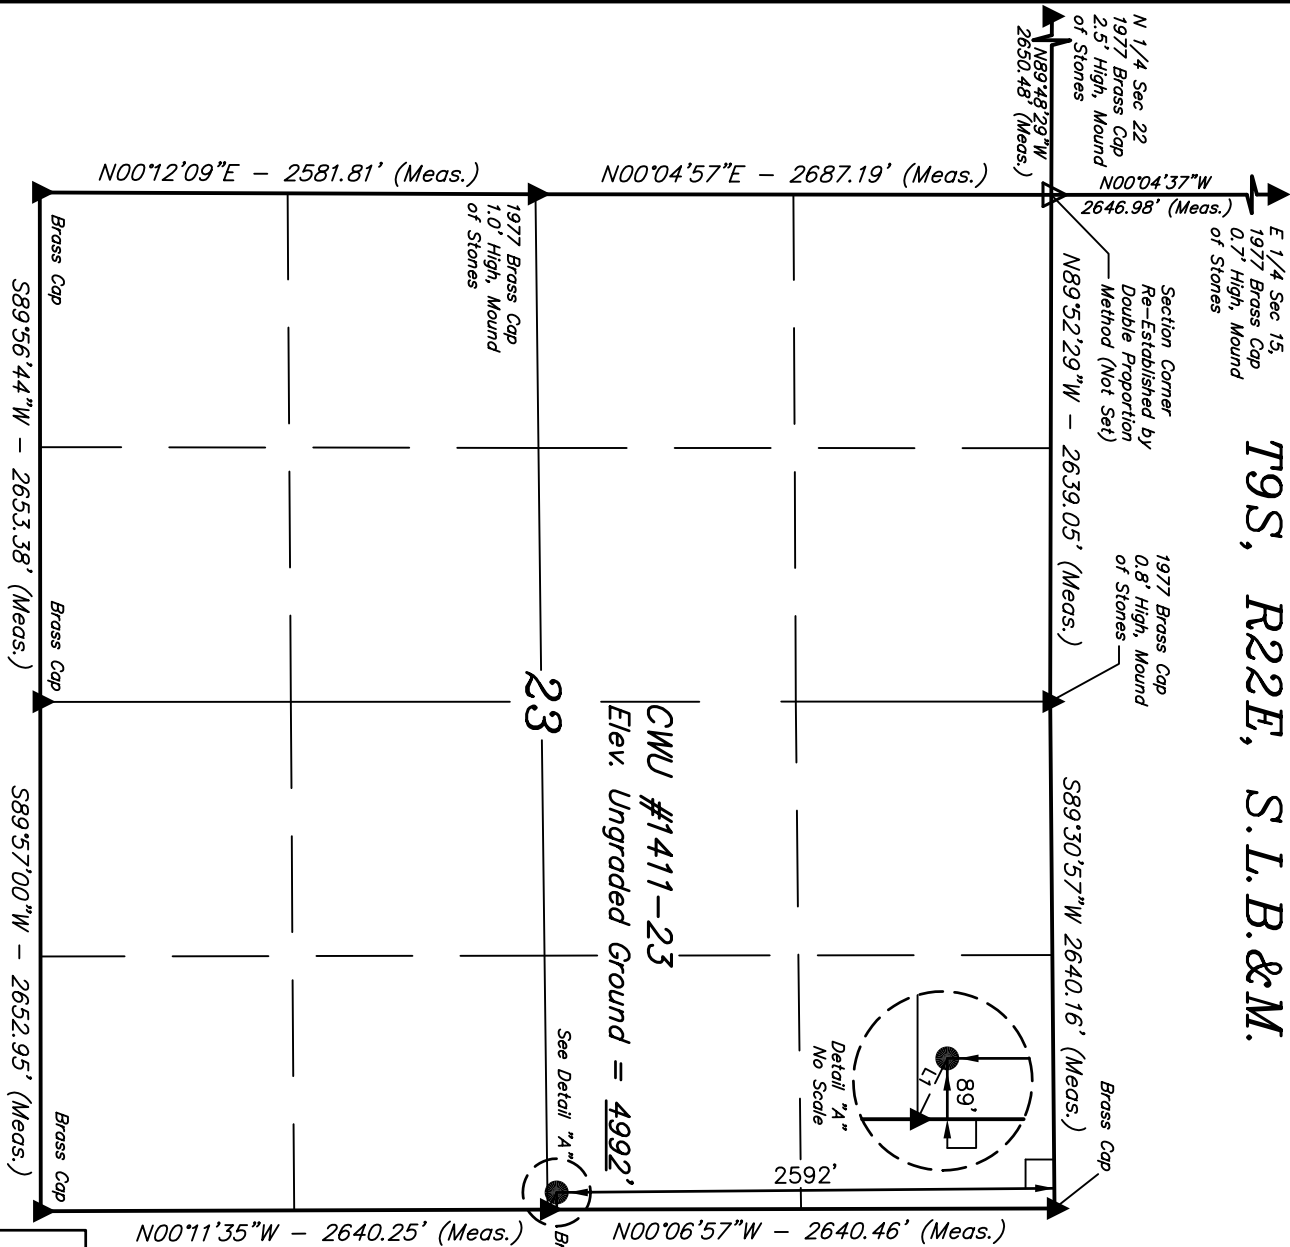 T9S, R22E, S.L.B.&M.
E 1/4 Sec 15,
1977 Brass Cap
0.7' High, Mound
of Stones
N 1/4 Sec 22
1977 Brass Cap
2.5' High, Mound
of Stones
N89°48'29"W
2650.48' (Meas.)
N00°04'37"W
2646.98' (Meas.)
Section Corner
Re-Established by
Double Proportion
Method (Not Set)
1977 Brass Cap
0.8' High, Mound
of Stones
Brass Cap
N89°52'29"W - 2639.05' (Meas.)
S89°30'57"W 2640.16' (Meas.)
N00°04'57"E - 2687.19' (Meas.)
N00°12'09"E - 2581.81' (Meas.)
1977 Brass Cap
1.0' High, Mound
of Stones
89'
L1
Detail "A"
No Scale
CWU #1411-23
Elev. Ungraded Ground = 4992'
2592'
See Detail "A"
23
N00°06'57"W - 2640.46' (Meas.)
N00°11'35"W - 2640.25' (Meas.)
Brass Cap
Brass Cap
Brass Cap
S89°56'44"W - 2653.38' (Meas.)
S89°57'00"W - 2652.95' (Meas.)